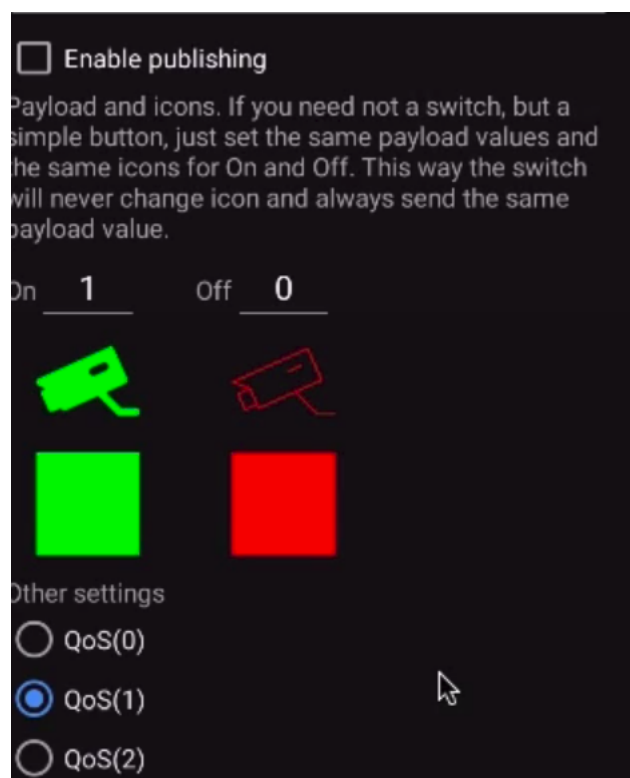 Enable publishing
Payload and icons. If you need not a switch, but a
simple button, just set the same payload values and
the same icons for On and Off. This way the switch
will never change icon and always send the same
payload value.
On 1 Off 0
Other settings
QoS(0)
QoS(1)
QoS(2)